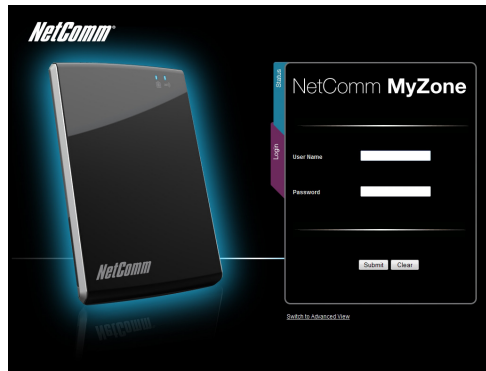 NetComm®
Status
NetComm MyZone
Login
User Name
Password
NetComm
Submit Clear
Switch to Advanced View